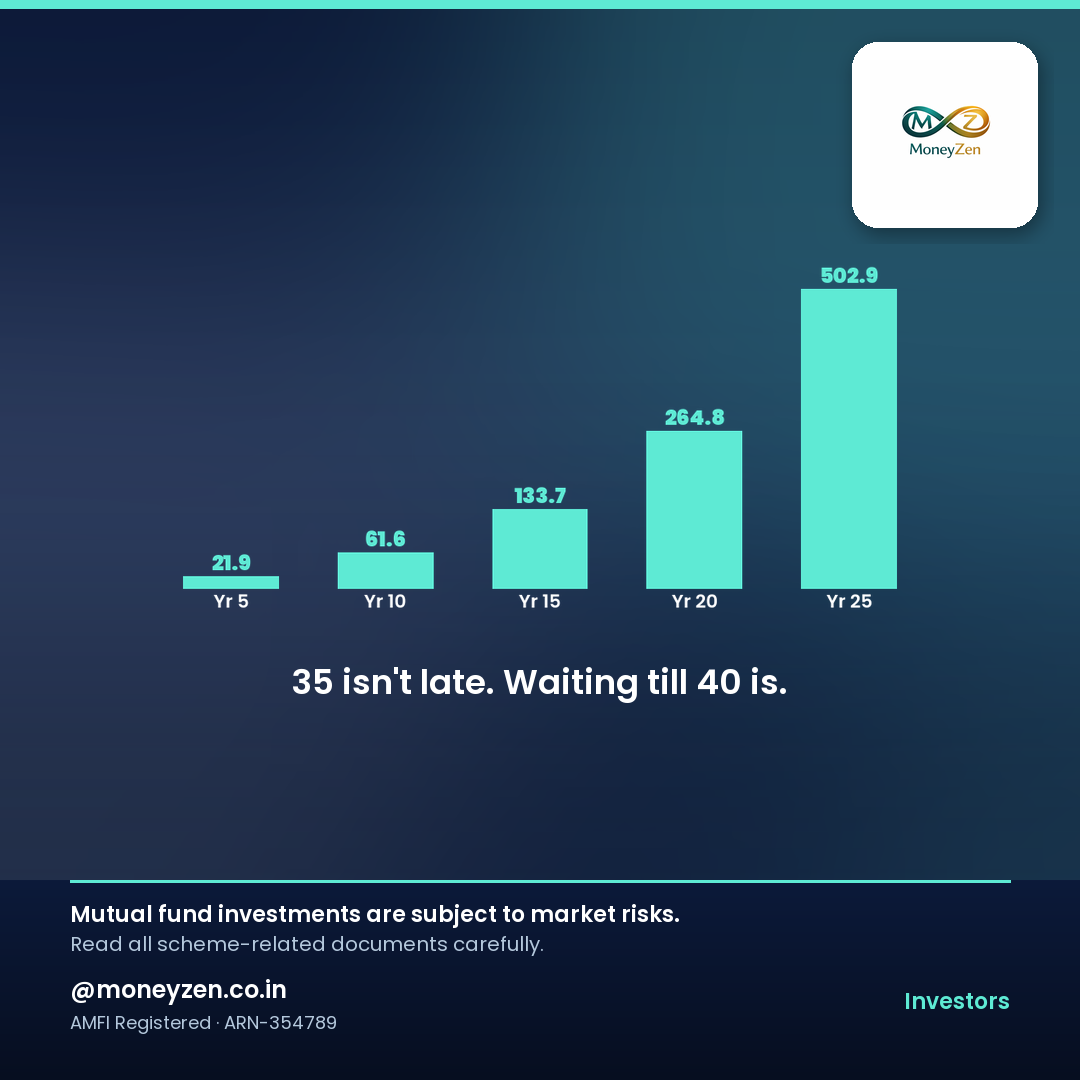 M Z
MoneyZen
502.9
264.8
133.7
61.6
21.9
Yr 5 Yr 10 Yr 15 Yr 20 Yr 25
35 isn't late. Waiting till 40 is.
Mutual fund investments are subject to market risks.
Read all scheme-related documents carefully.
@moneyzen.co.in
Investors
AMFI Registered · ARN-354789